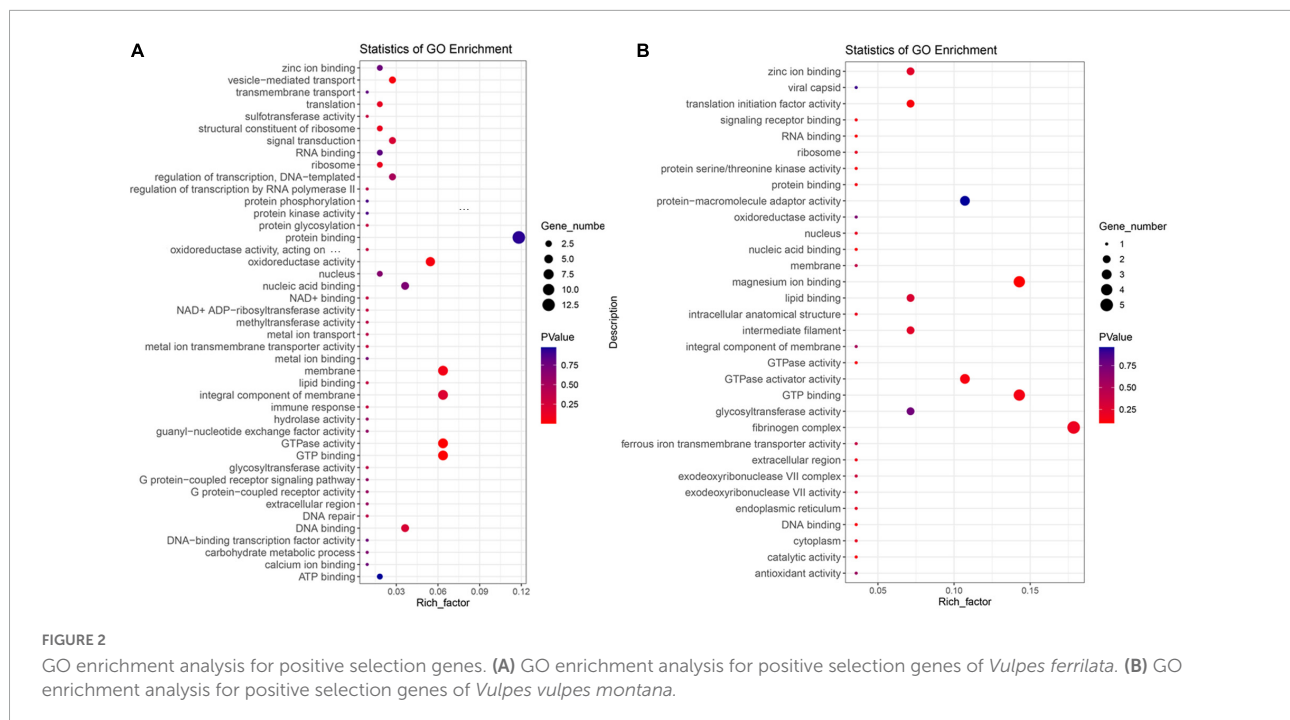 A
Statistics of GO Enrichment
zinc ion binding
vesicle−mediated transport
transmembrane transport
translation
sulfotransferase activity
structural constituent of ribosome
signal transduction
RNA binding
ribosome
regulation of transcription, DNA−templated
regulation of transcription by RNA polymerase II
protein phosphorylation
protein kinase activity
protein glycosylation
protein binding
oxidoreductase activity, acting on ...
oxidoreductase activity
nucleus
nucleic acid binding
NAD+ binding
NAD+ ADP−ribosyltransferase activity
methyltransferase activity
metal ion transport
metal ion transmembrane transporter activity
metal ion binding
membrane
lipid binding
integral component of membrane
immune response
hydrolase activity
guanyl−nucleotide exchange factor activity
GTPase activity
GTP binding
glycosyltransferase activity
G protein−coupled receptor signaling pathway
G protein−coupled receptor activity
extracellular region
DNA repair
DNA binding
DNA−binding transcription factor activity
carbohydrate metabolic process
calcium ion binding
ATP binding
...
0.03 0.06 0.09 0.12
Rich_factor
Gene_number
2.5
5.0
7.5
10.0
12.5
PValue
0.75
0.50
0.25
B
Statistics of GO Enrichment
Description
zinc ion binding
viral capsid
translation initiation factor activity
signaling receptor binding
RNA binding
ribosome
protein serine/threonine kinase activity
protein binding
protein−macromolecule adaptor activity
oxidoreductase activity
nucleus
nucleic acid binding
membrane
magnesium ion binding
lipid binding
intracellular anatomical structure
intermediate filament
integral component of membrane
GTPase activity
GTPase activator activity
GTP binding
glycosyltransferase activity
fibrinogen complex
ferrous iron transmembrane transporter activity
extracellular region
exodeoxyribonuclease VII complex
exodeoxyribonuclease VII activity
endoplasmic reticulum
DNA binding
cytoplasm
catalytic activity
antioxidant activity
0.05 0.10 0.15
Rich_factor
Gene_number
1
2
3
4
5
PValue
0.75
0.50
0.25
FIGURE 2
GO enrichment analysis for positive selection genes. (A) GO enrichment analysis for positive selection genes of Vulpes ferrilata. (B) GO
enrichment analysis for positive selection genes of Vulpes vulpes montana.